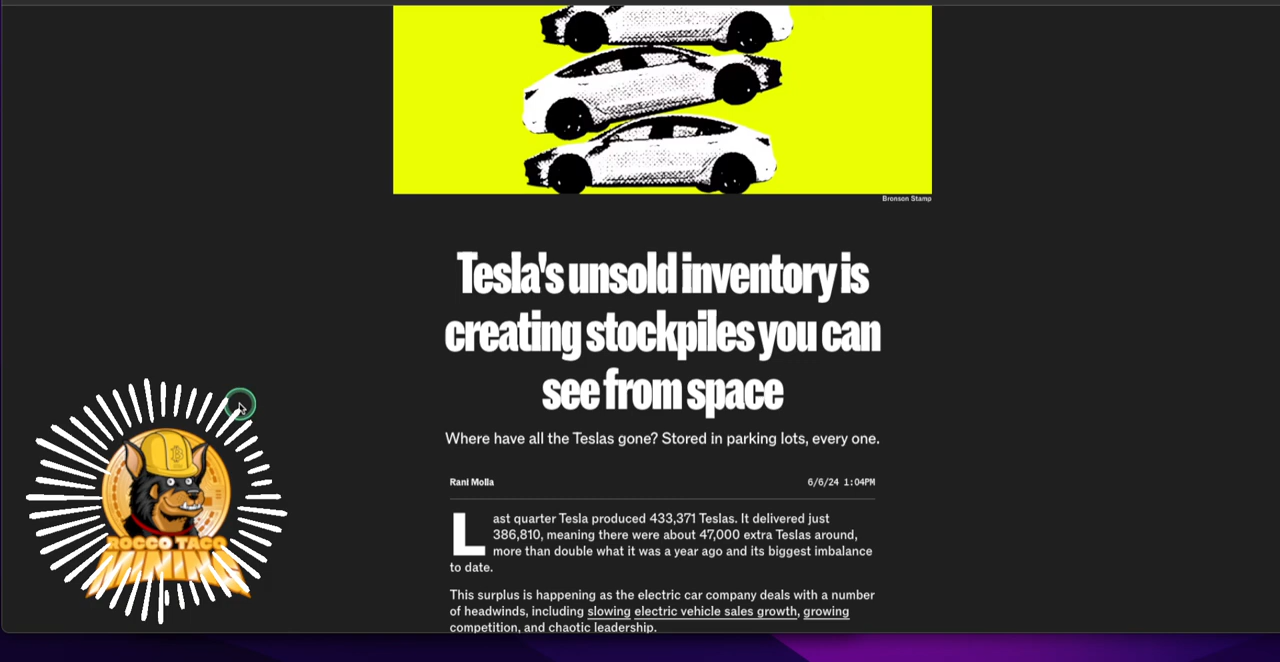 Bronson Stamp
Tesla's unsold inventory is
creating stockpiles you can
see from space
Where have all the Teslas gone? Stored in parking lots, every one.
Rani Molla
6/6/24 1:04PM
Last quarter Tesla produced 433,371 Teslas. It delivered just
386,810, meaning there were about 47,000 extra Teslas around,
more than double what it was a year ago and its biggest imbalance
to date.
This surplus is happening as the electric car company deals with a number
of headwinds, including slowing electric vehicle sales growth, growing
competition, and chaotic leadership.
ROCCO TACO
MINING